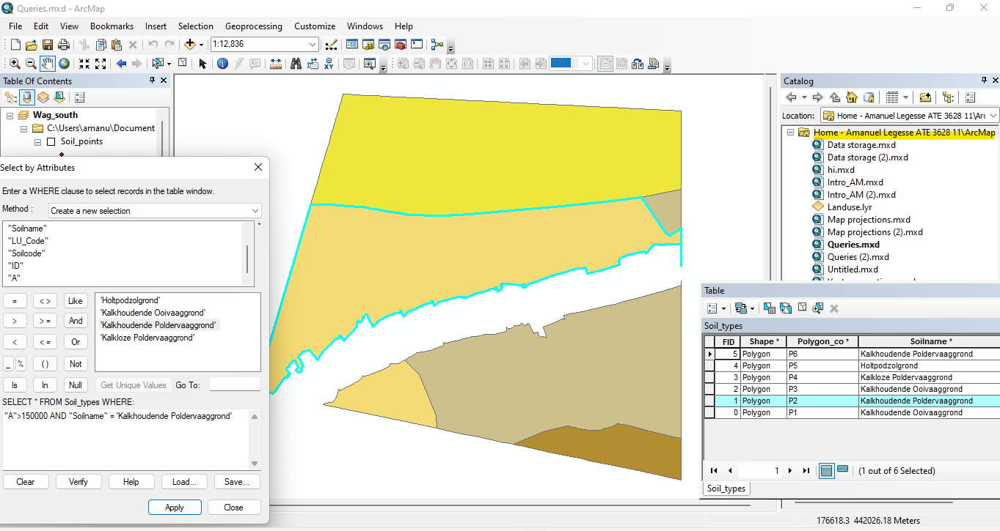 Queries.mxd - ArcMap
File Edit View Bookmarks Insert Selection Geoprocessing Customize Windows Help
1:12,836
100%
Table Of Contents
Wag_south
C:\Users\amanu\Document
Soil_points
Select by Attributes
Enter a WHERE clause to select records in the table window.
Method : Create a new selection
"Soilname"
"LU_Code"
"Soilcode"
"ID"
"A"
= < > Like
> > = And
< < = Or
_ % ( ) Not
Is In Null
'Holtpodzolgrond'
'Kalkhoudende Ooivaaggrond'
'Kalkhoudende Poldervaaggrond'
'Kalkloze Poldervaaggrond'
Get Unique Values Go To:
SELECT * FROM Soil_types WHERE:
"A">150000 AND "Soilname" = 'Kalkhoudende Poldervaaggrond'
Clear Verify Help Load... Save...
Apply Close
Catalog
Location: Home - Amanuel Legesse ATE 3628 11\Arc
Home - Amanuel Legesse ATE 3628 11\ArcMap
Data storage.mxd
Data storage (2).mxd
hi.mxd
Intro_AM.mxd
Intro_AM (2).mxd
Landuse.lyr
Map projections.mxd
Map projections (2).mxd
Queries.mxd
Queries (2).mxd
Untitled.mxd
Table
Soil_types
FID Shape * Polygon_co * Soilname *
5 Polygon P6 Kalkhoudende Poldervaaggrond
4 Polygon P5 Holtpodzolgrond
3 Polygon P4 Kalkloze Poldervaaggrond
2 Polygon P3 Kalkhoudende Ooivaaggrond
1 Polygon P2 Kalkhoudende Poldervaaggrond
0 Polygon P1 Kalkhoudende Ooivaaggrond
1 (1 out of 6 Selected)
Soil_types
176618.3 442026.18 Meters